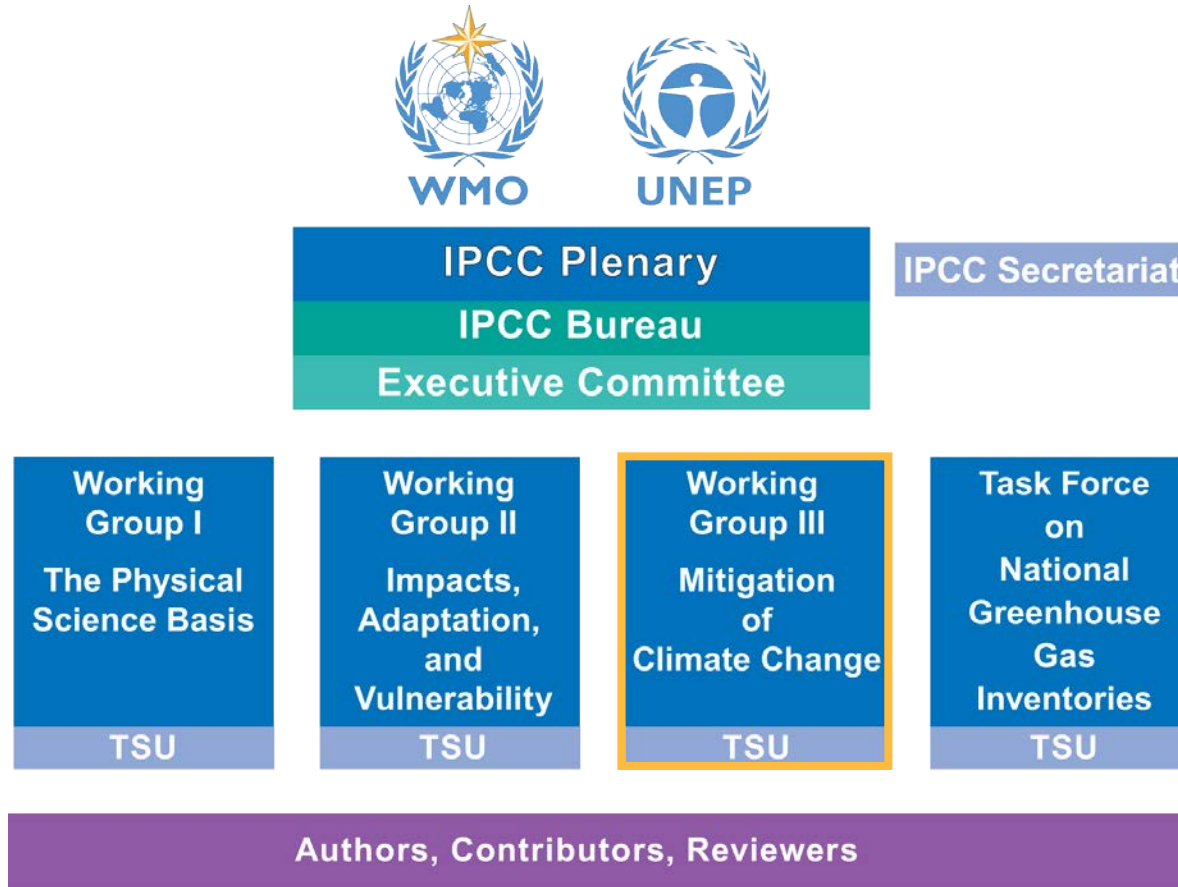 WMO
UNEP
IPCC Plenary
IPCC Secretariat
IPCC Bureau
Executive Committee
Working
Group I
The Physical
Science Basis
TSU
Working
Group II
Impacts,
Adaptation,
and
Vulnerability
TSU
Working
Group III
Mitigation
of
Climate Change
TSU
Task Force
on
National
Greenhouse
Gas
Inventories
TSU
Authors, Contributors, Reviewers